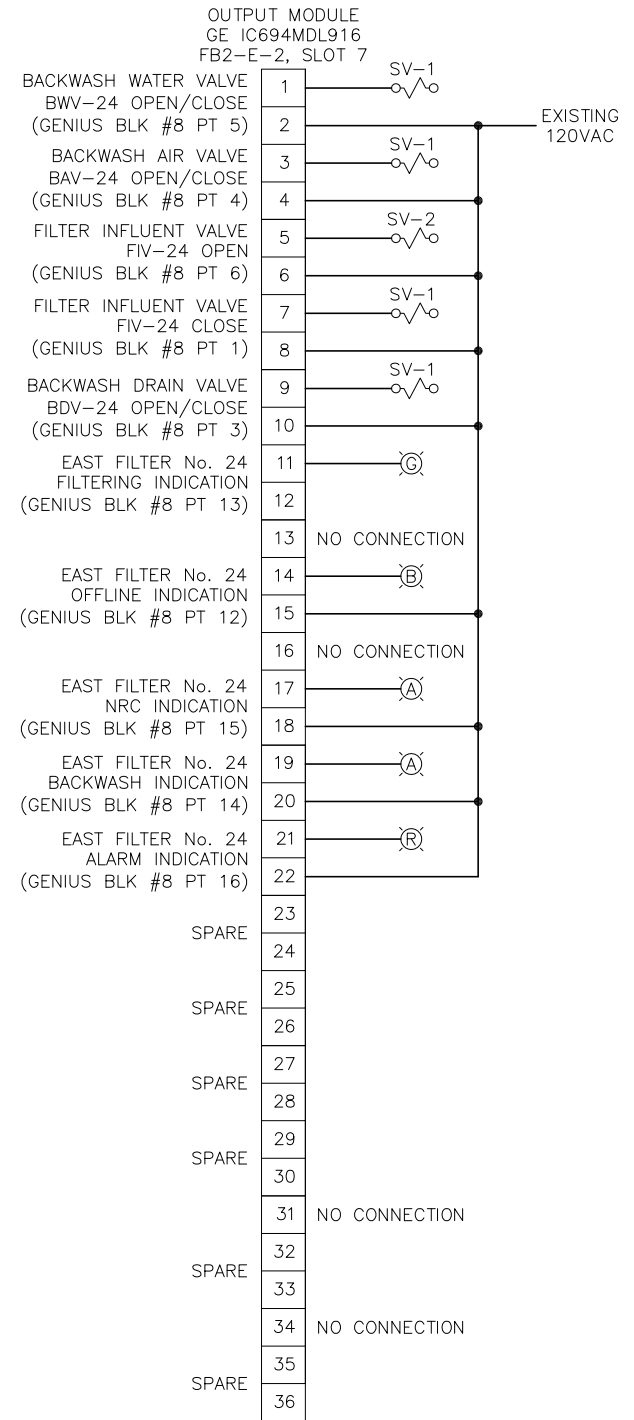 OUTPUT MODULE
GE IC694MDL916
FB2-E-2, SLOT 7
BACKWASH WATER VALVE
BWV-24 OPEN/CLOSE
(GENIUS BLK #8 PT 5)
1
SV-1
2
EXISTING
120VAC
BACKWASH AIR VALVE
BAV-24 OPEN/CLOSE
(GENIUS BLK #8 PT 4)
3
SV-1
4
FILTER INFLUENT VALVE
FIV-24 OPEN
(GENIUS BLK #8 PT 6)
5
SV-2
6
FILTER INFLUENT VALVE
FIV-24 CLOSE
(GENIUS BLK #8 PT 1)
7
SV-1
8
BACKWASH DRAIN VALVE
BDV-24 OPEN/CLOSE
(GENIUS BLK #8 PT 3)
9
SV-1
10
EAST FILTER No. 24
FILTERING INDICATION
(GENIUS BLK #8 PT 13)
11
G
12
13
NO CONNECTION
EAST FILTER No. 24
OFFLINE INDICATION
(GENIUS BLK #8 PT 12)
14
B
15
16
NO CONNECTION
EAST FILTER No. 24
NRC INDICATION
(GENIUS BLK #8 PT 15)
17
A
18
EAST FILTER No. 24
BACKWASH INDICATION
(GENIUS BLK #8 PT 14)
19
A
20
EAST FILTER No. 24
ALARM INDICATION
(GENIUS BLK #8 PT 16)
21
R
22
SPARE
23
24
SPARE
25
26
SPARE
27
28
SPARE
29
30
31
NO CONNECTION
SPARE
32
33
34
NO CONNECTION
SPARE
35
36